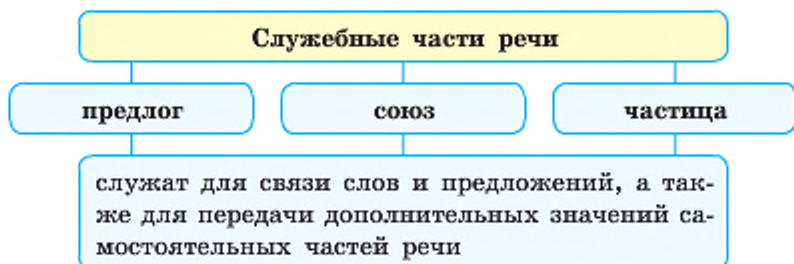 Служебные части речи
предлог союз частица
служат для связи слов и предложений, а так-
же для передачи дополнительных значений са-
мостоятельных частей речи